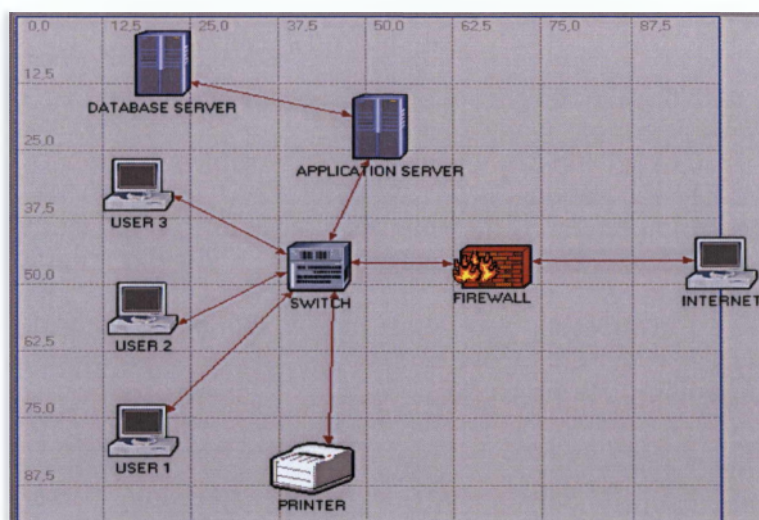 0,0 12,5 25,0 37,5 50,0 62,5 75,0 87,5
12,5
DATABASE SERVER
25,0
APPLICATION SERVER
37,5
USER 3
50,0
SWITCH
FIREWALL
INTERNET
USER 2
62,5
75,0
USER 1
87,5
PRINTER